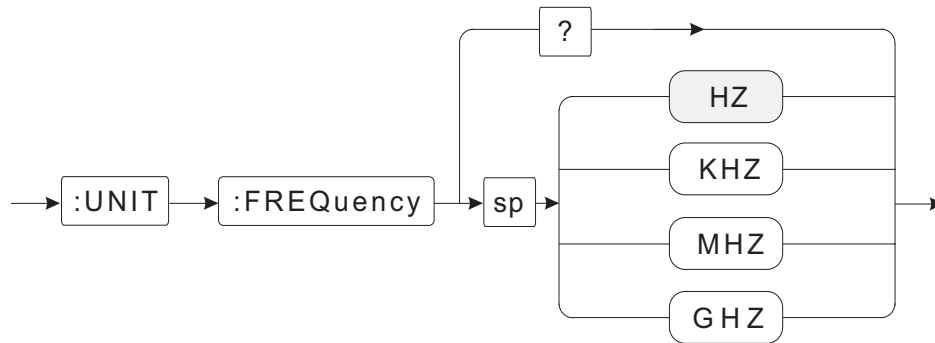 ?
HZ
KHZ
:UNIT :FREQuency sp
MHZ
GHZ